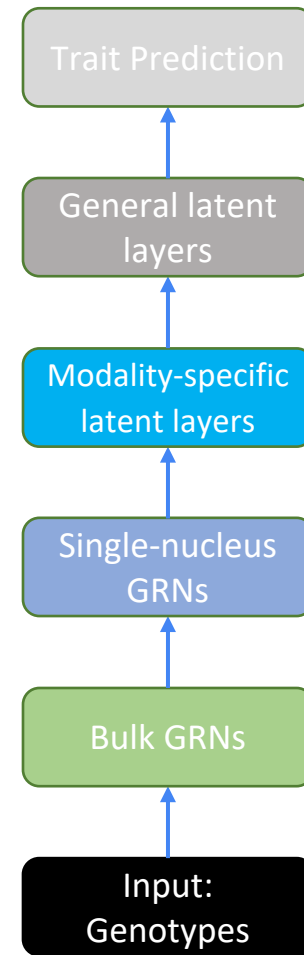 Trait Prediction
General latent
layers
Modality-specific
latent layers
Single-nucleus
GRNs
Bulk GRNs
Input:
Genotypes